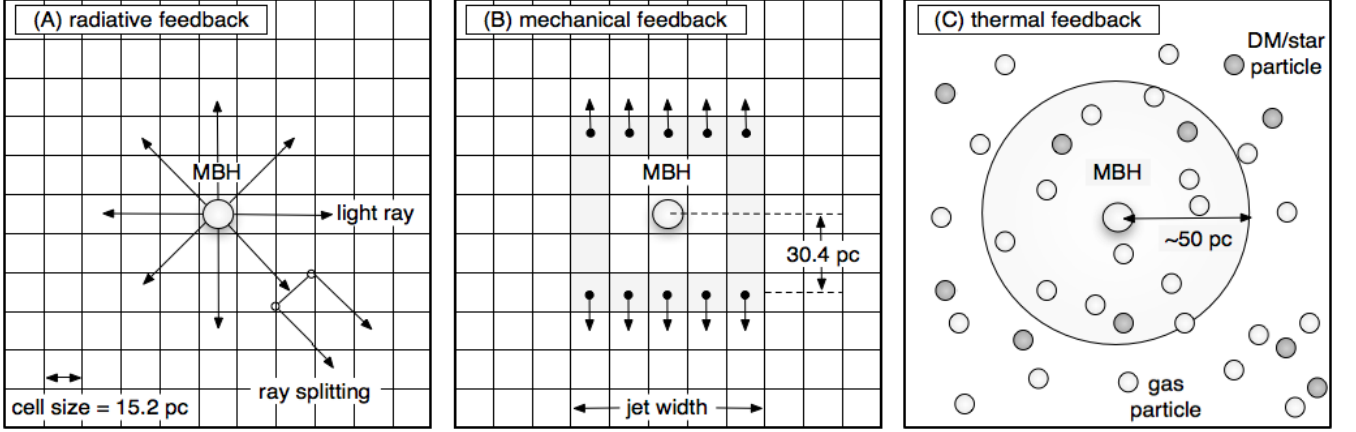 (A) radiative feedback
MBH
light ray
ray splitting
cell size = 15.2 pc
(B) mechanical feedback
MBH
30.4 pc
jet width
(C) thermal feedback
DM/star
particle
MBH
~50 pc
gas
particle